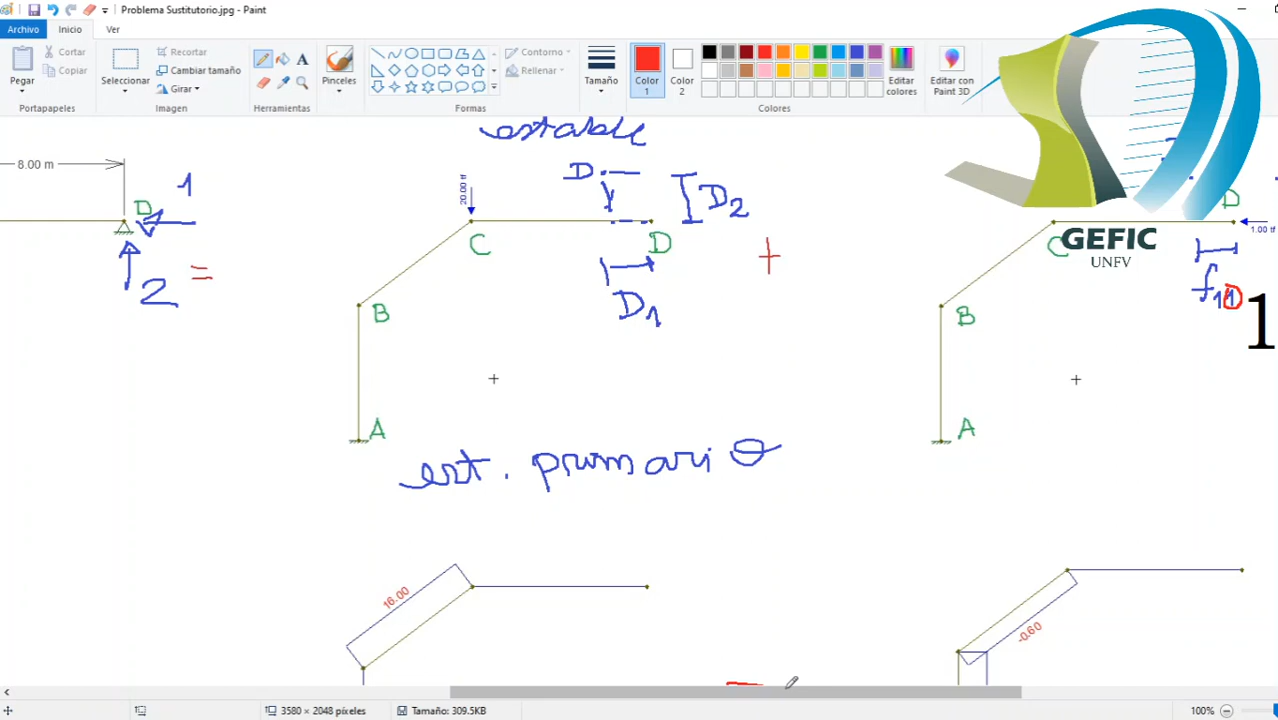 Problema Sustitutorio.jpg - Paint
Archivo Inicio Ver
Pegar
Cortar
Copiar
Portapapeles
Seleccionar
Recortar
Cambiar tamaño
Girar
Imagen
A
Herramientas
Pinceles
Contorno
Rellenar
Formas
Tamaño
Color 1
Color 2
Editar colores
Colores
Editar con Paint 3D
GEFIC
UNFV
estable
8.00 m
1
D
2
=
20.00 tf
D
D2
C
D
D1
B
A
+
est. primario
D
C
1.00 tf
f11
1
B
A
16.00
-0.60
3580 × 2048 píxeles
Tamaño: 309.5KB
100%